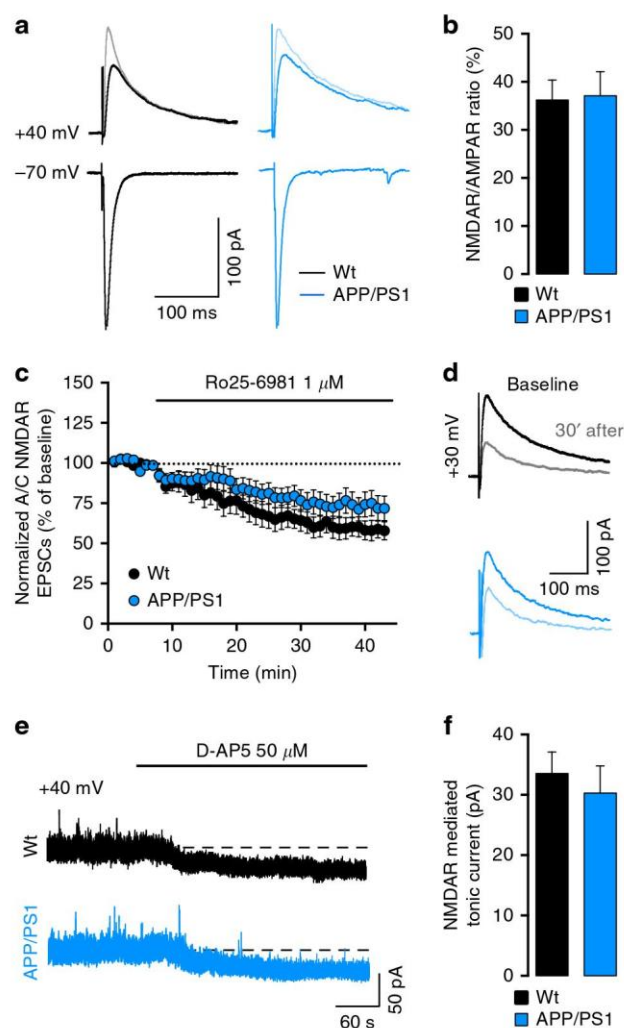 a
+40 mV
−70 mV
100 pA
100 ms
Wt
APP/PS1
b
NMDAR/AMPAR ratio (%)
50
40
30
20
10
0
Wt
APP/PS1
c
Ro25-6981 1 μM
Normalized A/C NMDAR
EPSCs (% of baseline)
150
125
100
75
50
25
0
Wt
APP/PS1
0
10
20
30
40
Time (min)
d
Baseline
30′ after
+30 mV
100 pA
100 ms
e
D-AP5 50 μM
+40 mV
Wt
APP/PS1
50 pA
60 s
f
NMDAR mediated
tonic current (pA)
40
30
20
10
0
Wt
APP/PS1